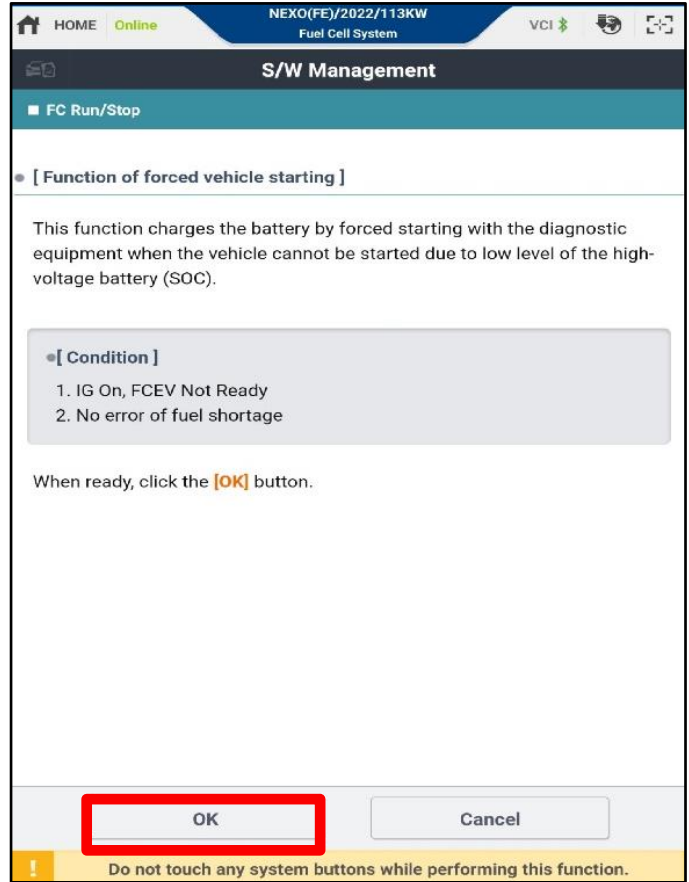 HOME Online
NEXO(FE)/2022/113KW
Fuel Cell System
VCI
S/W Management
FC Run/Stop
[ Function of forced vehicle starting ]
This function charges the battery by forced starting with the diagnostic
equipment when the vehicle cannot be started due to low level of the high-
voltage battery (SOC).
[ Condition ]
1. IG On, FCEV Not Ready
2. No error of fuel shortage
When ready, click the [OK] button.
OK
Cancel
! Do not touch any system buttons while performing this function.